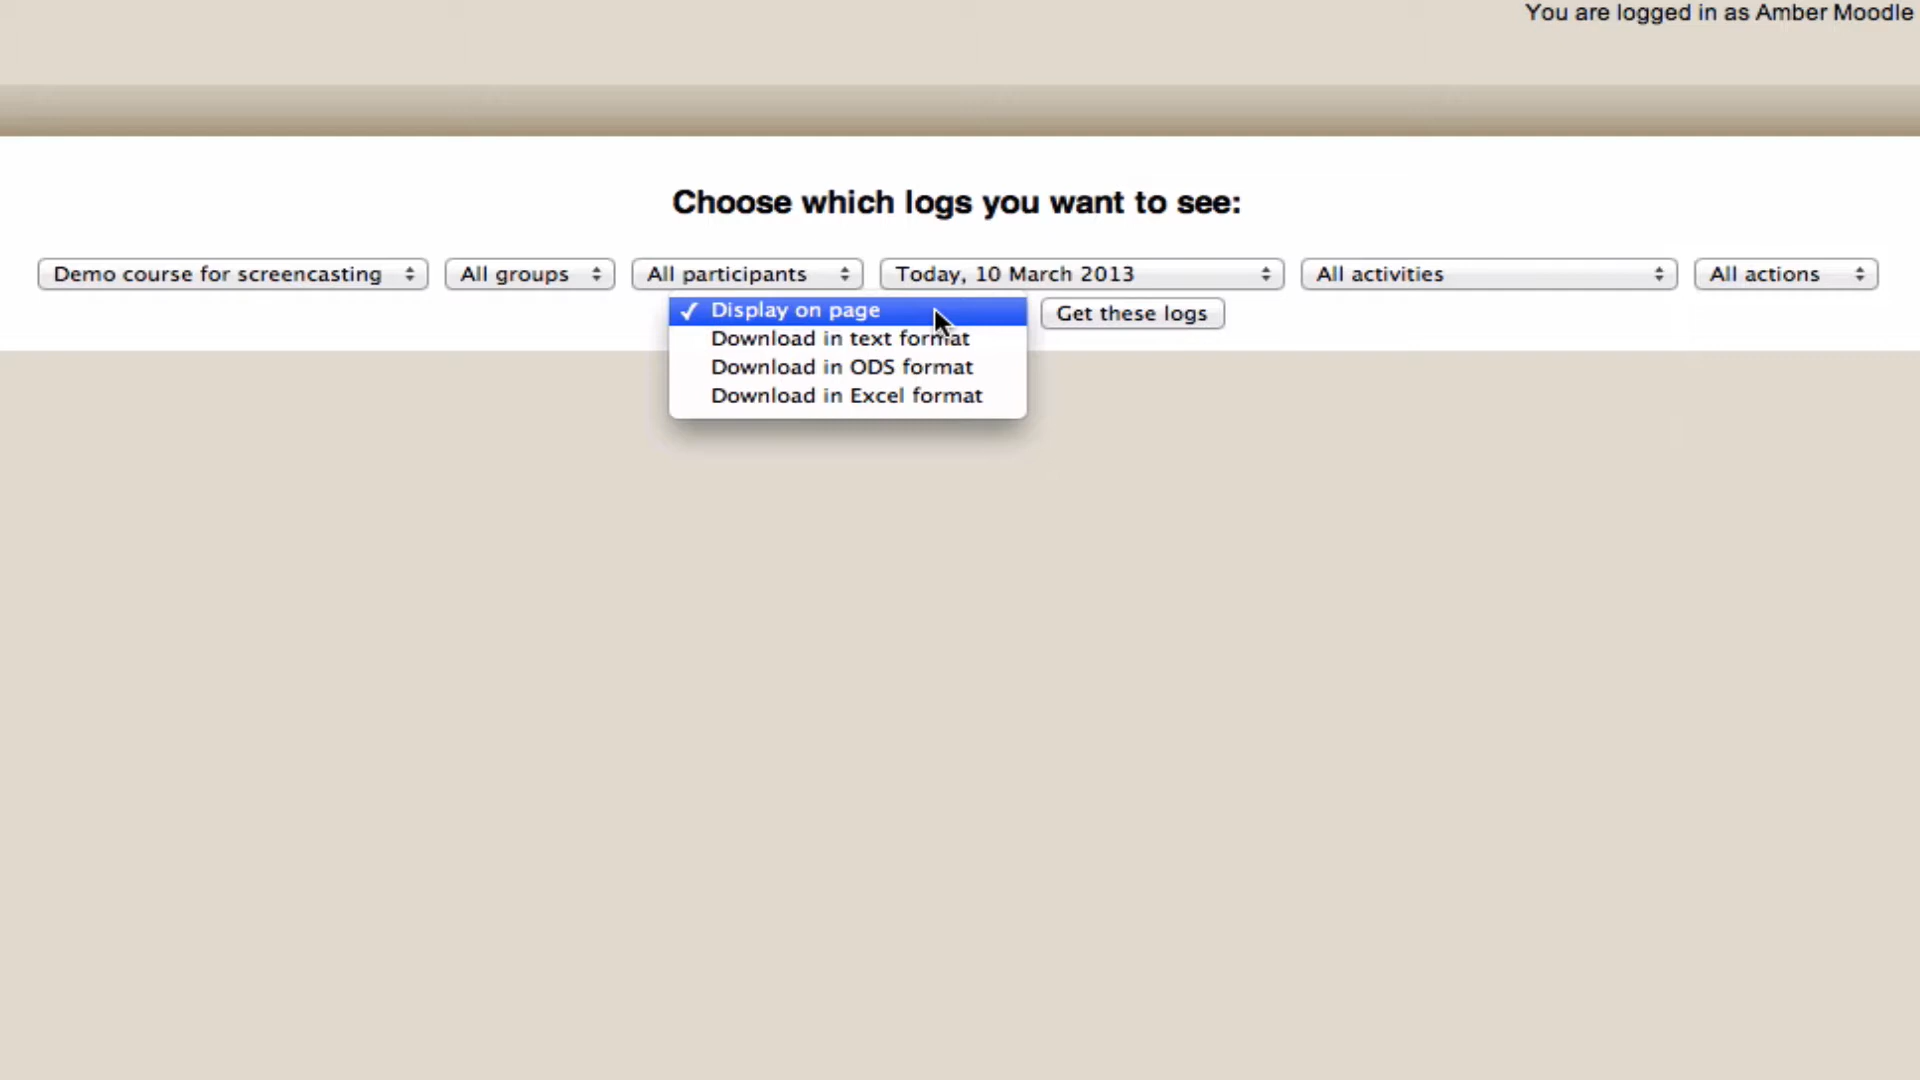 You are logged in as Amber Moodle
Choose which logs you want to see:
Demo course for screencasting All groups All participants Today, 10 March 2013 All activities All actions
✓ Display on page Get these logs
Download in text format
Download in ODS format
Download in Excel format